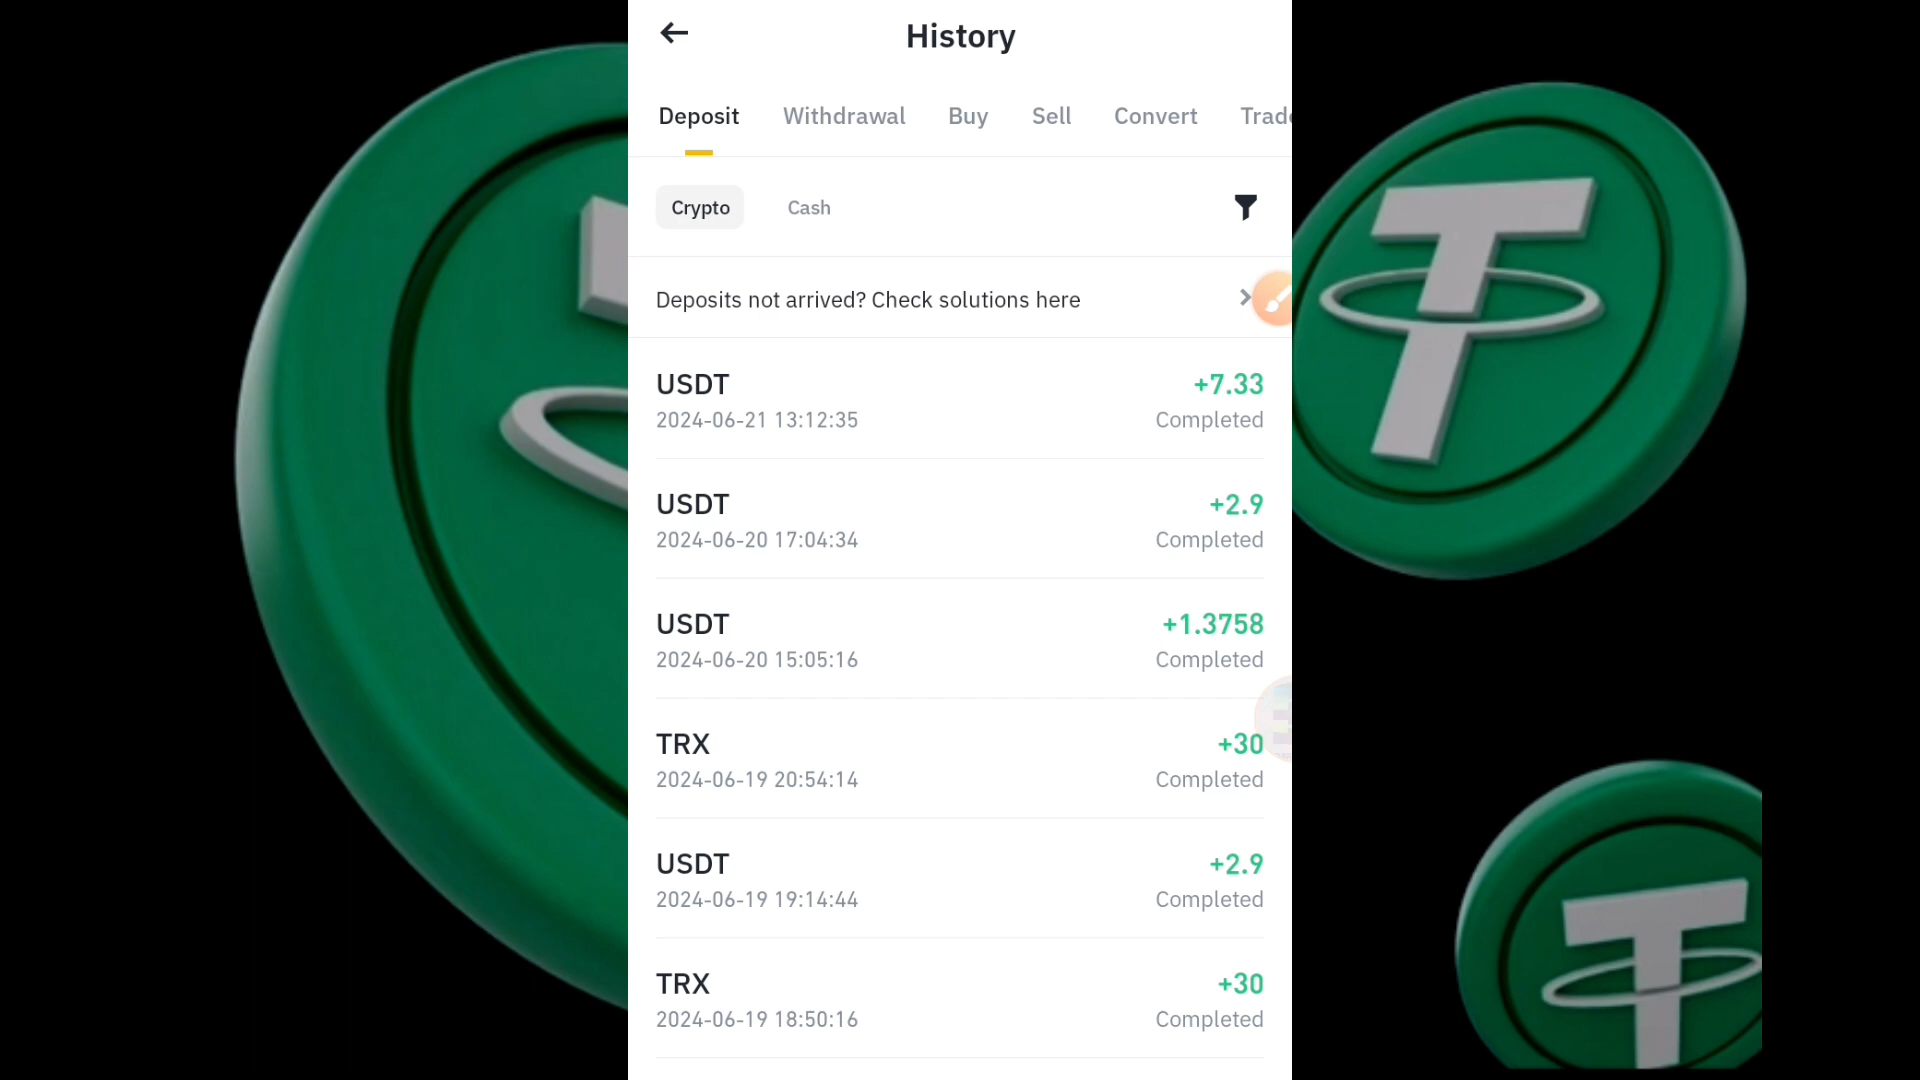 History
Deposit Withdrawal Buy Sell Convert Trade
Crypto Cash
Deposits not arrived? Check solutions here
USDT +7.33
2024-06-21 13:12:35 Completed
USDT +2.9
2024-06-20 17:04:34 Completed
USDT +1.3758
2024-06-20 15:05:16 Completed
TRX +30
2024-06-19 20:54:14 Completed
USDT +2.9
2024-06-19 19:14:44 Completed
TRX +30
2024-06-19 18:50:16 Completed